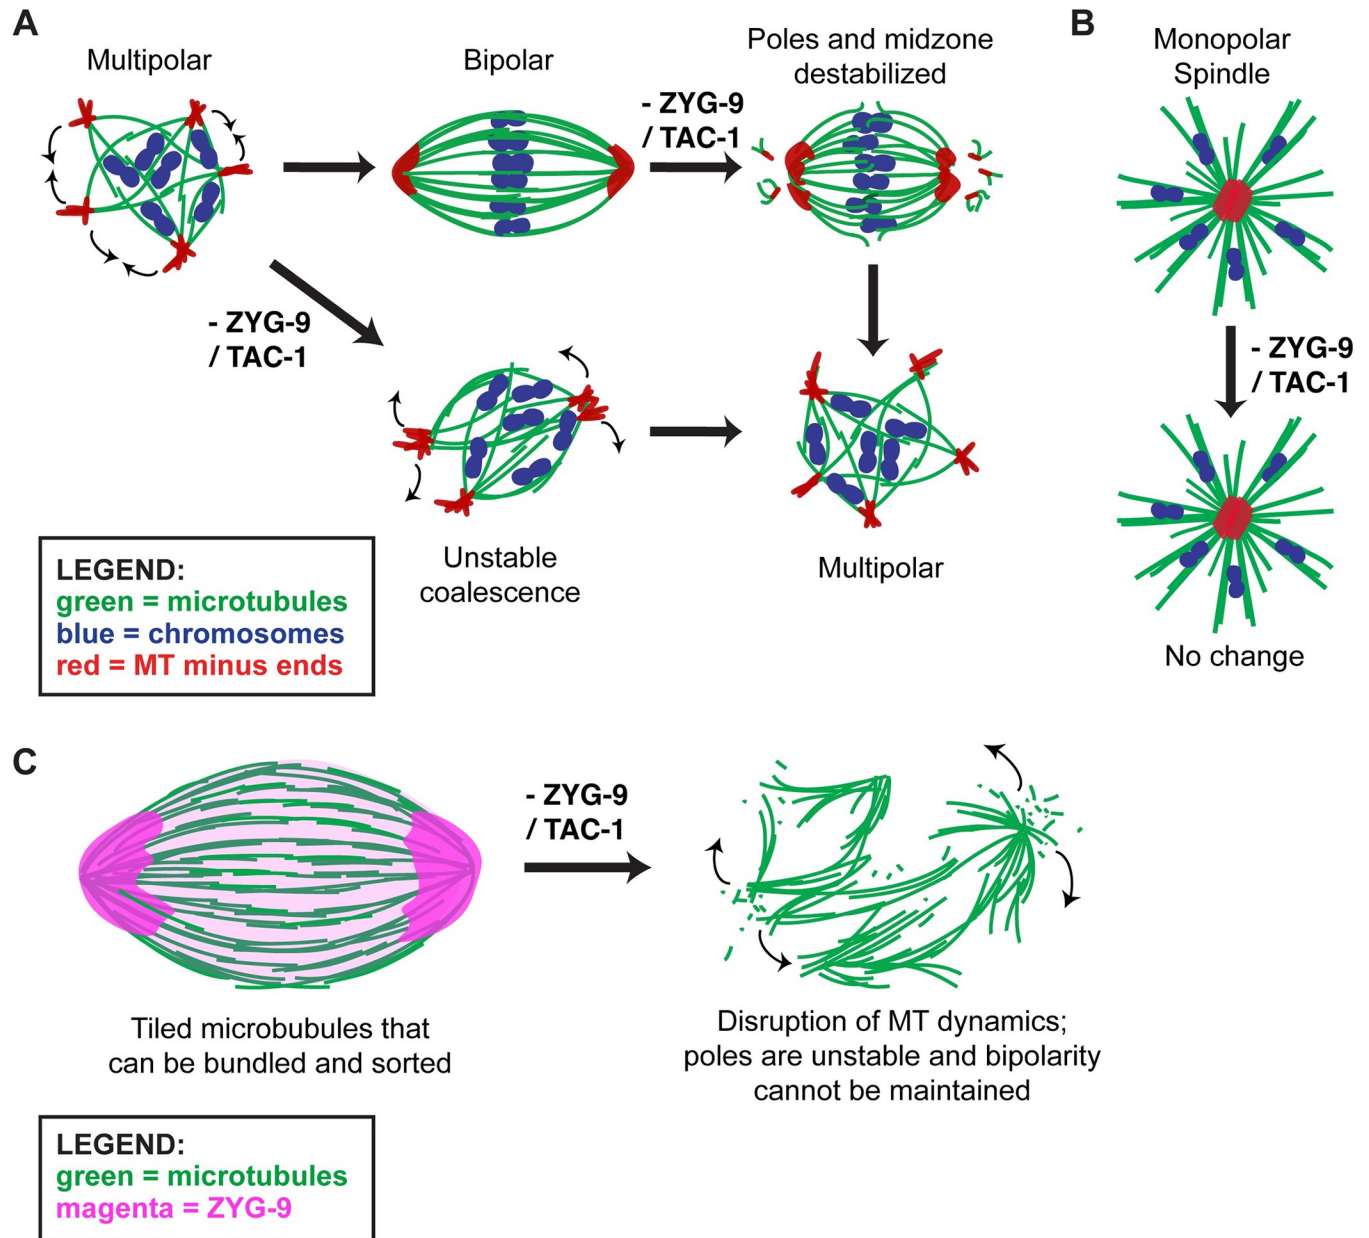 A
Multipolar
Bipolar
Poles and midzone
destabilized
- ZYG-9
/ TAC-1
- ZYG-9
/ TAC-1
Unstable
coalescence
Multipolar
LEGEND:
green = microtubules
blue = chromosomes
red = MT minus ends
B
Monopolar
Spindle
- ZYG-9
/ TAC-1
No change
C
- ZYG-9
/ TAC-1
Tiled microbubules that
can be bundled and sorted
Disruption of MT dynamics;
poles are unstable and bipolarity
cannot be maintained
LEGEND:
green = microtubules
magenta = ZYG-9